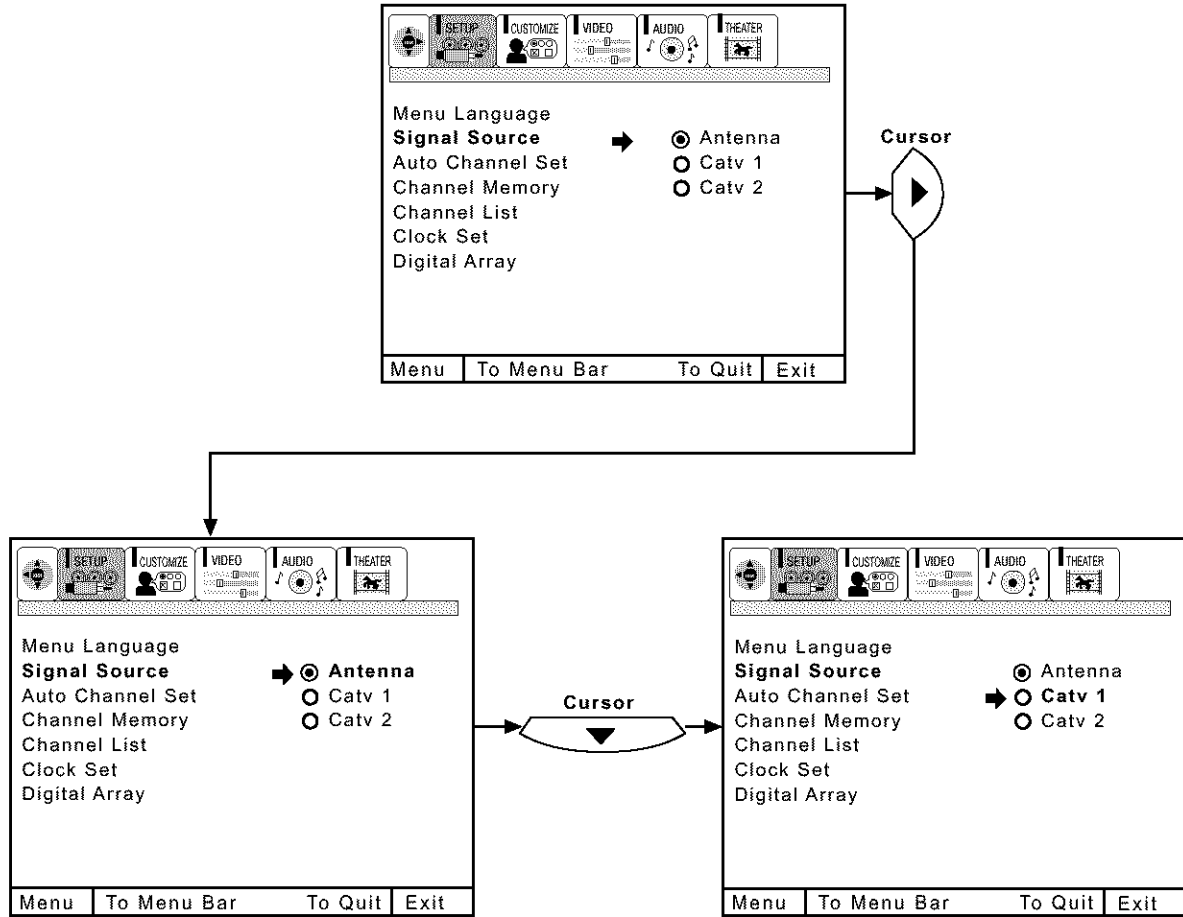 SETUP CUSTOMIZE VIDEO AUDIO THEATER
Menu Language
Signal Source Antenna
Auto Channel Set Catv 1
Channel Memory Catv 2
Channel List
Clock Set
Digital Array
Menu To Menu Bar To Quit Exit
Cursor
SETUP CUSTOMIZE VIDEO AUDIO THEATER
Menu Language
Signal Source Antenna
Auto Channel Set Catv 1
Channel Memory Catv 2
Channel List
Clock Set
Digital Array
Menu To Menu Bar To Quit Exit
Cursor
SETUP CUSTOMIZE VIDEO AUDIO THEATER
Menu Language
Signal Source Antenna
Auto Channel Set Catv 1
Channel Memory Catv 2
Channel List
Clock Set
Digital Array
Menu To Menu Bar To Quit Exit